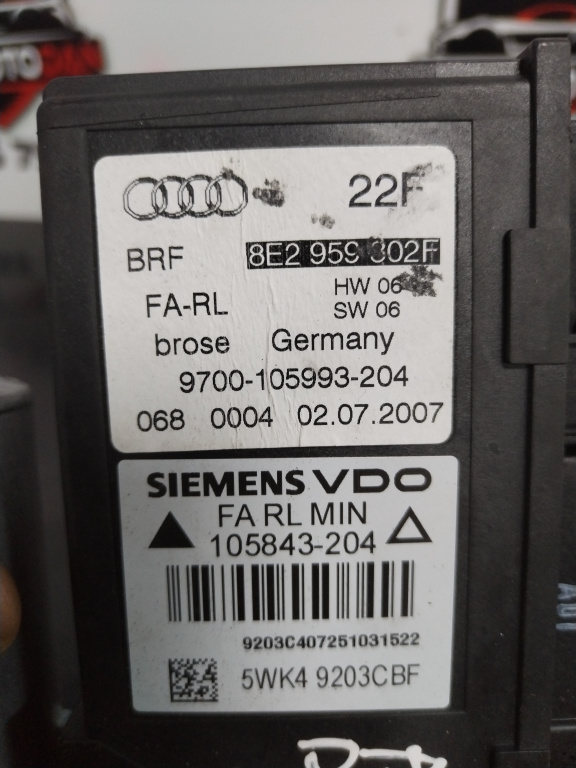 22F
BRF 8E2 959 802F
FA-RL HW 06
SW 06
brose Germany
9700-105993-204
068 0004 02.07.2007
SIEMENS VDO
FA RL MIN
105843-204
9203C407251031522
5WK4 9203CBF